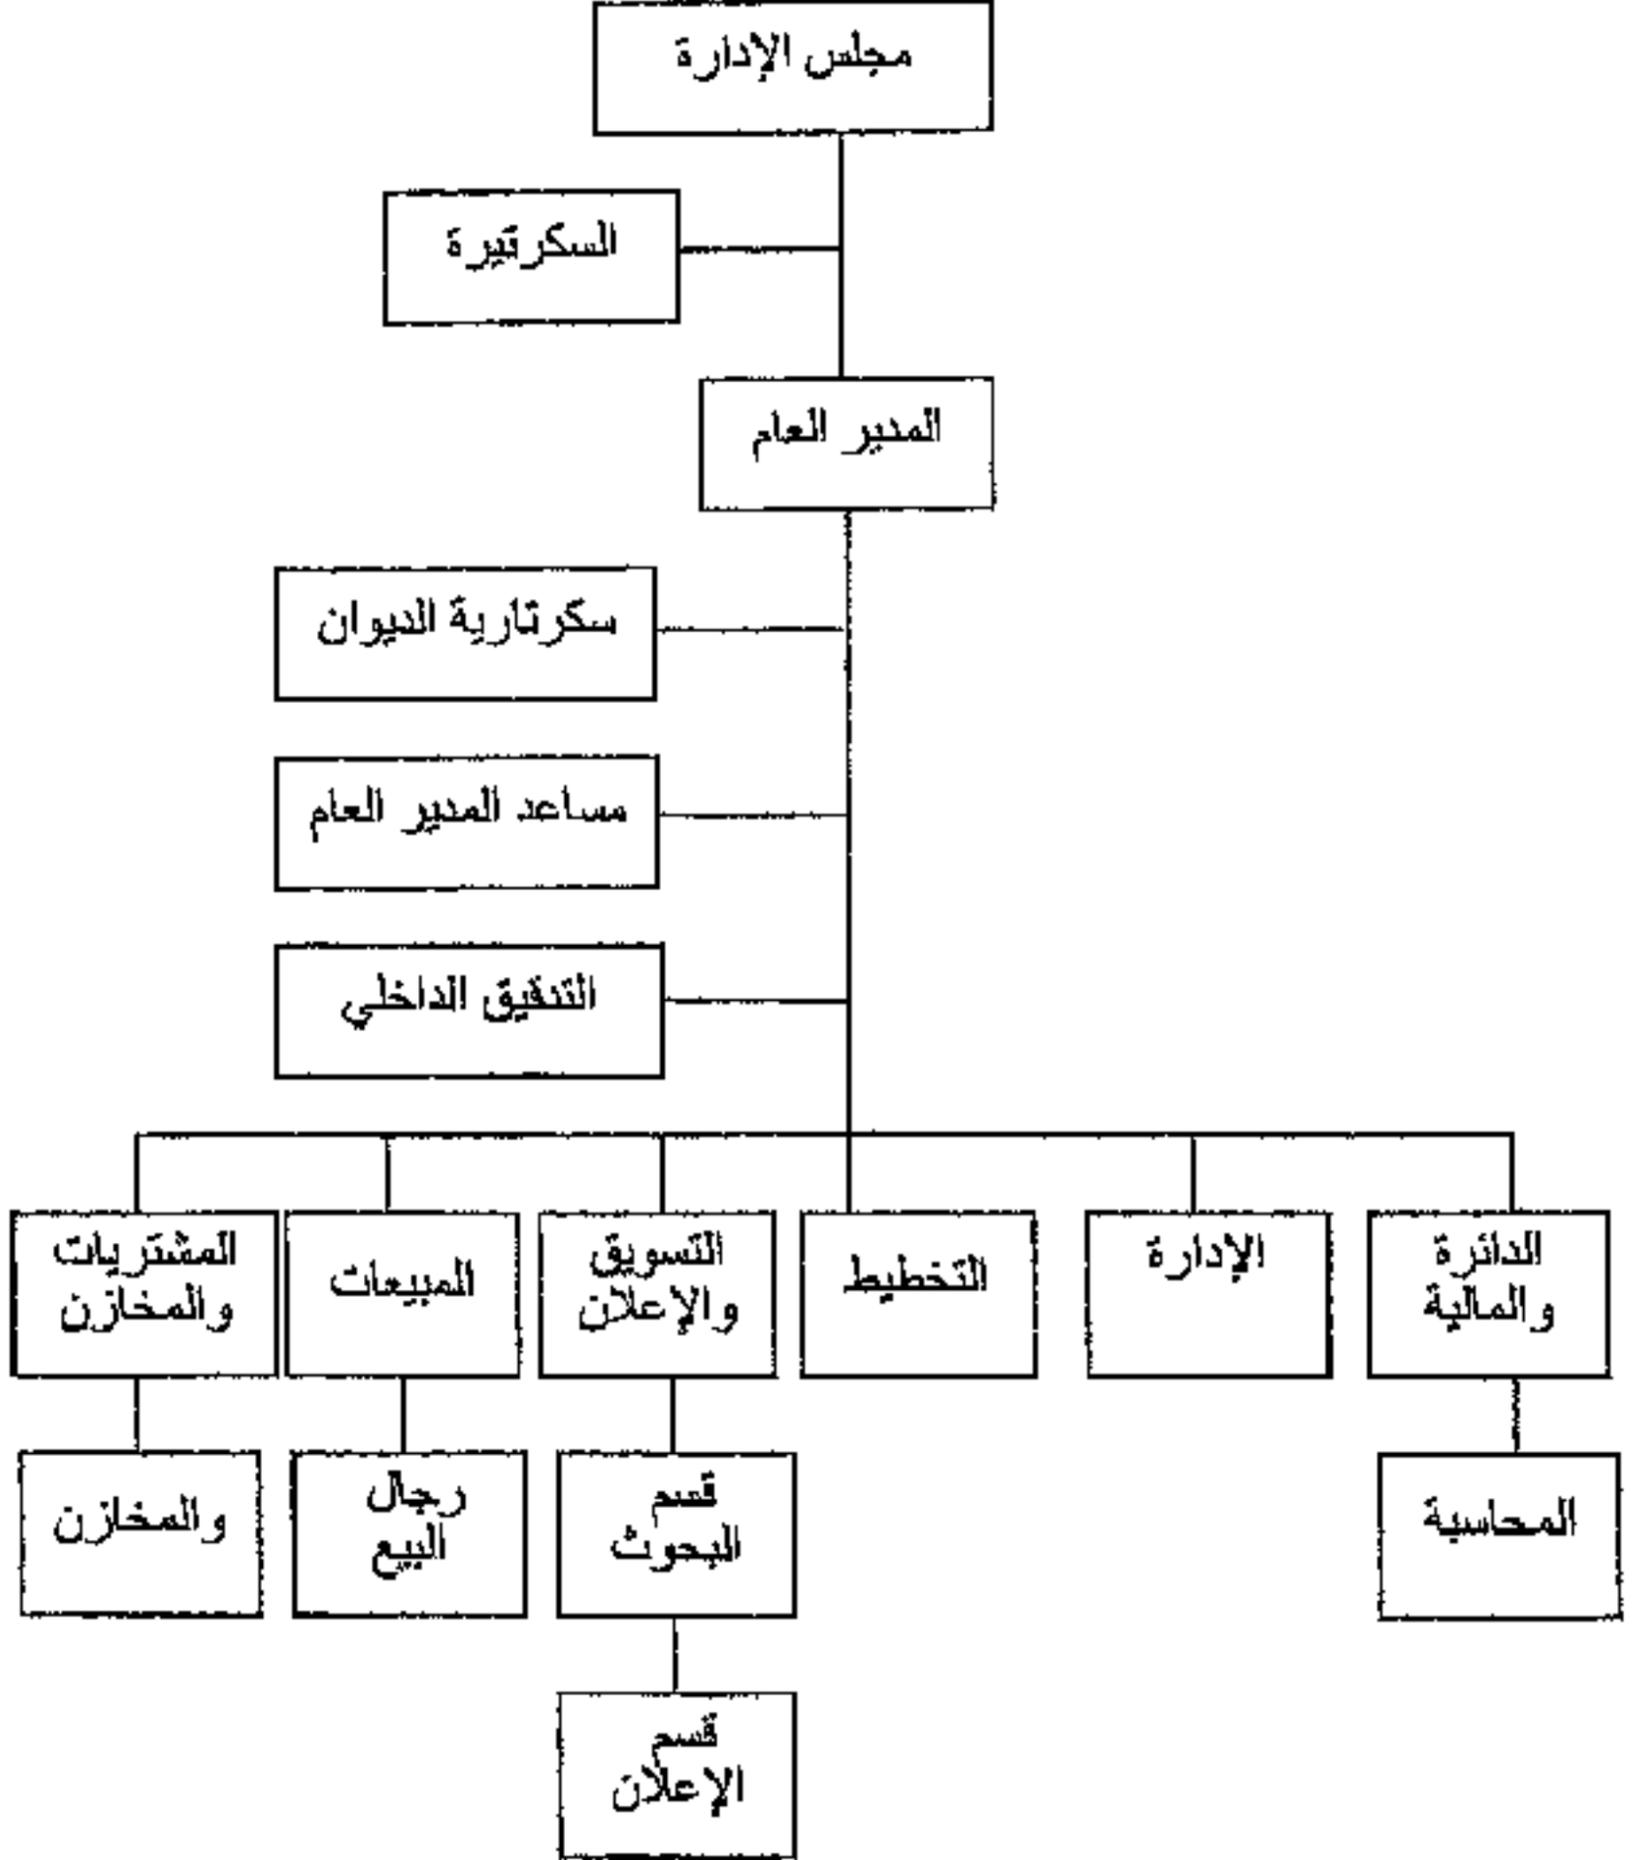 مجلس الإدارة
السكرتيرة
المدير العام
سكرتارية الديوان
مساعد المدير العام
التدقيق الداخلي
الدائرة
والمالية
الإدارة
التخطيط
التسويق
والإعلان
المبيعات
المشتريات
والمخازن
المحاسبة
قسم
البحوث
رجال
البيع
والمخازن
قسم
الإعلان